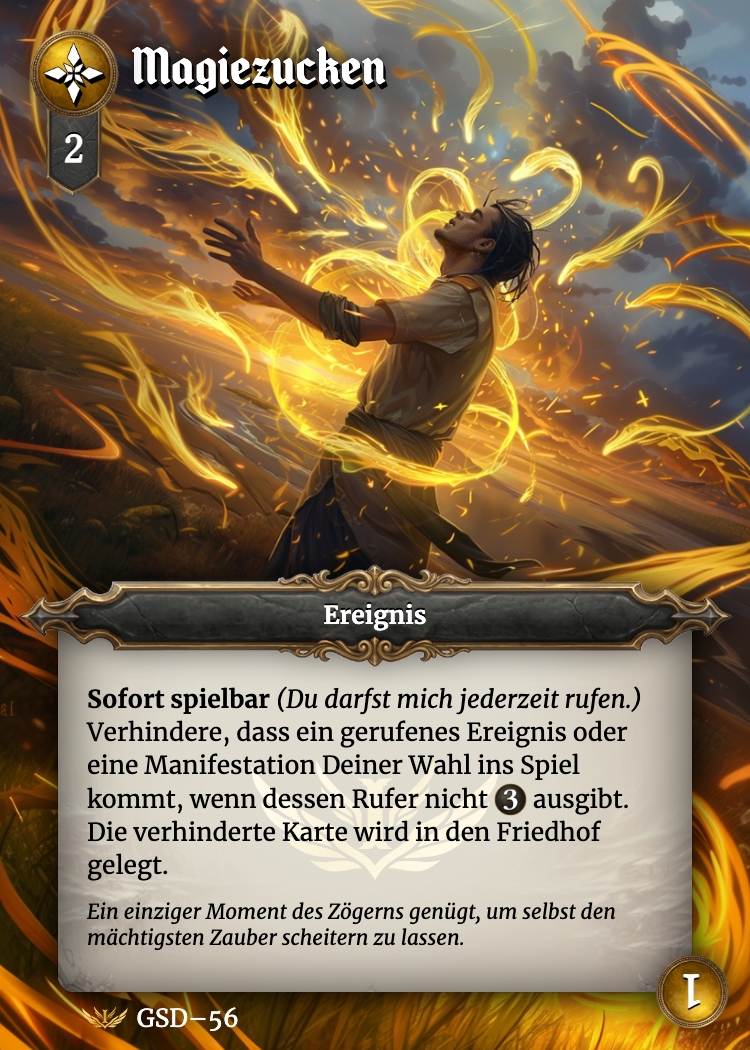 Magiezucken
2
Ereignis
Sofort spielbar (Du darfst mich jederzeit rufen.)
Verhindere, dass ein gerufenes Ereignis oder
eine Manifestation Deiner Wahl ins Spiel
kommt, wenn dessen Rufer nicht 3 ausgibt.
Die verhinderte Karte wird in den Friedhof
gelegt.
Ein einziger Moment des Zögerns genügt, um selbst den
mächtigsten Zauber scheitern zu lassen.
1
GSD–56